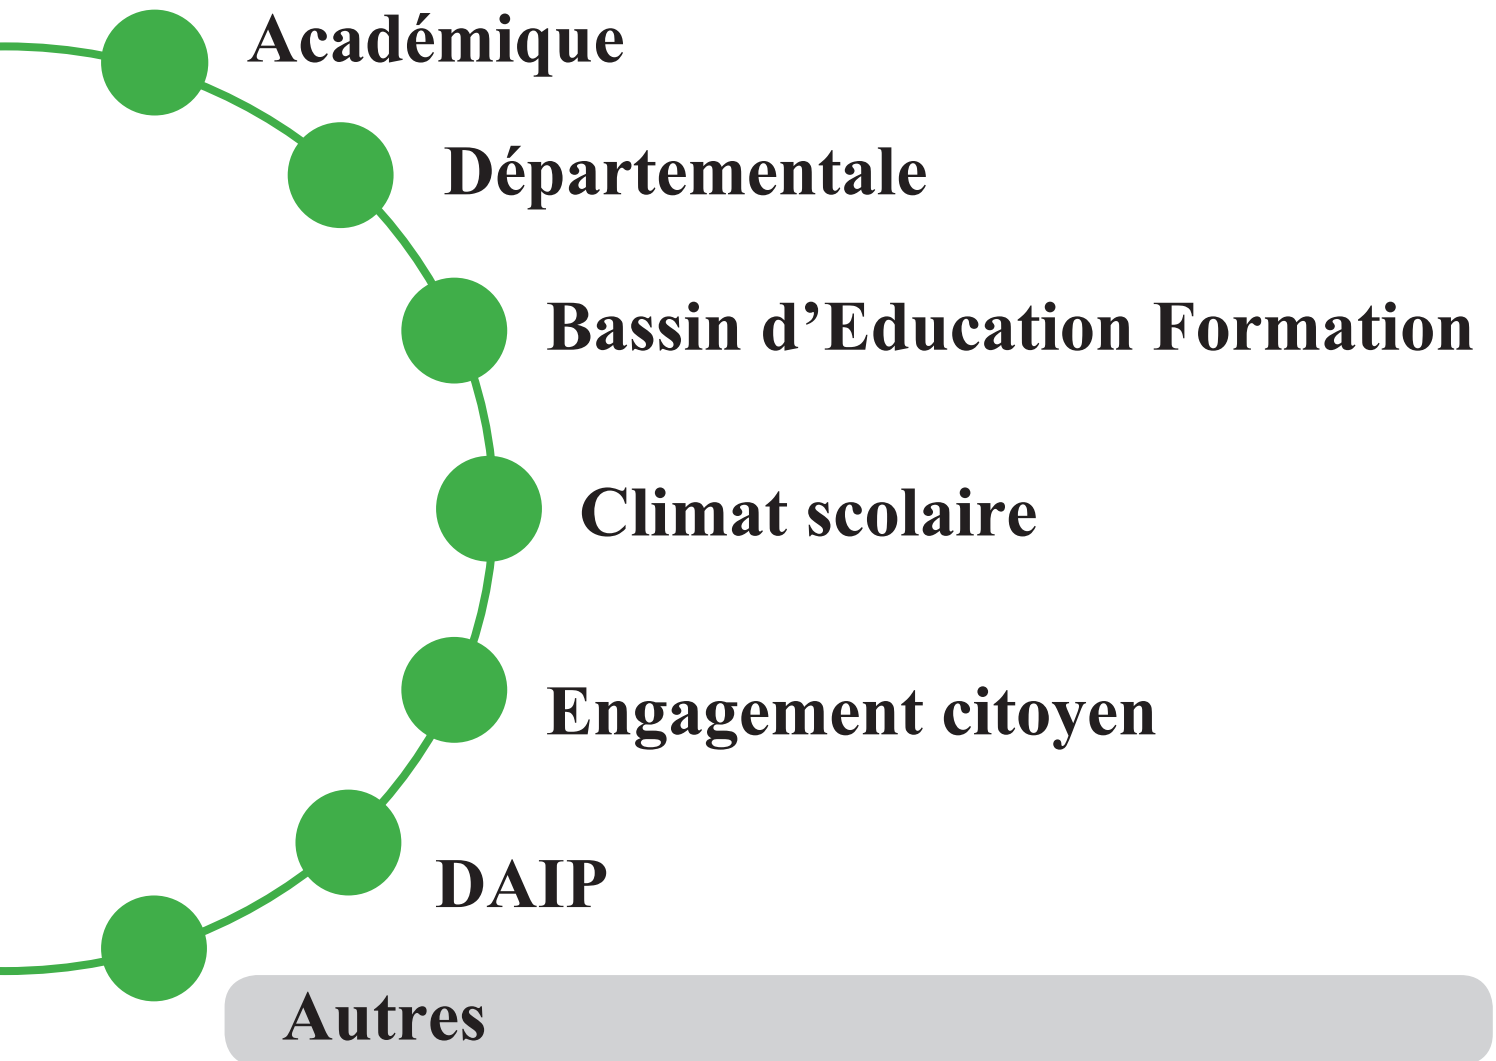 Académique
Départementale
Bassin d’Education Formation
Climat scolaire
Engagement citoyen
DAIP
Autres